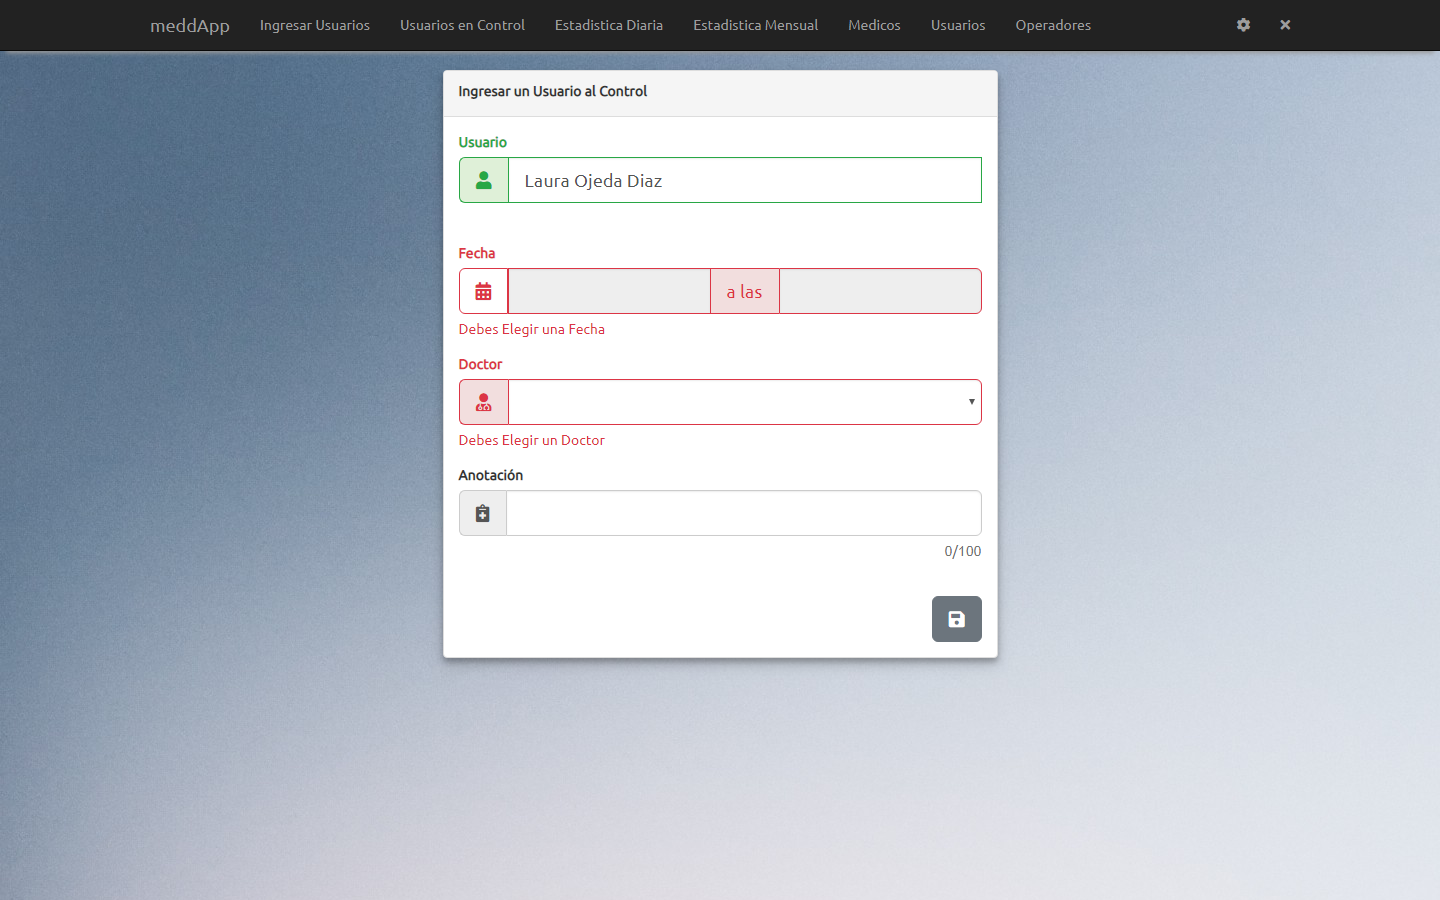 meddApp Ingresar Usuarios Usuarios en Control Estadistica Diaria Estadistica Mensual Medicos Usuarios Operadores
Ingresar un Usuario al Control
Usuario
Laura Ojeda Diaz
Fecha
a las
Debes Elegir una Fecha
Doctor
Debes Elegir un Doctor
Anotación
0/100